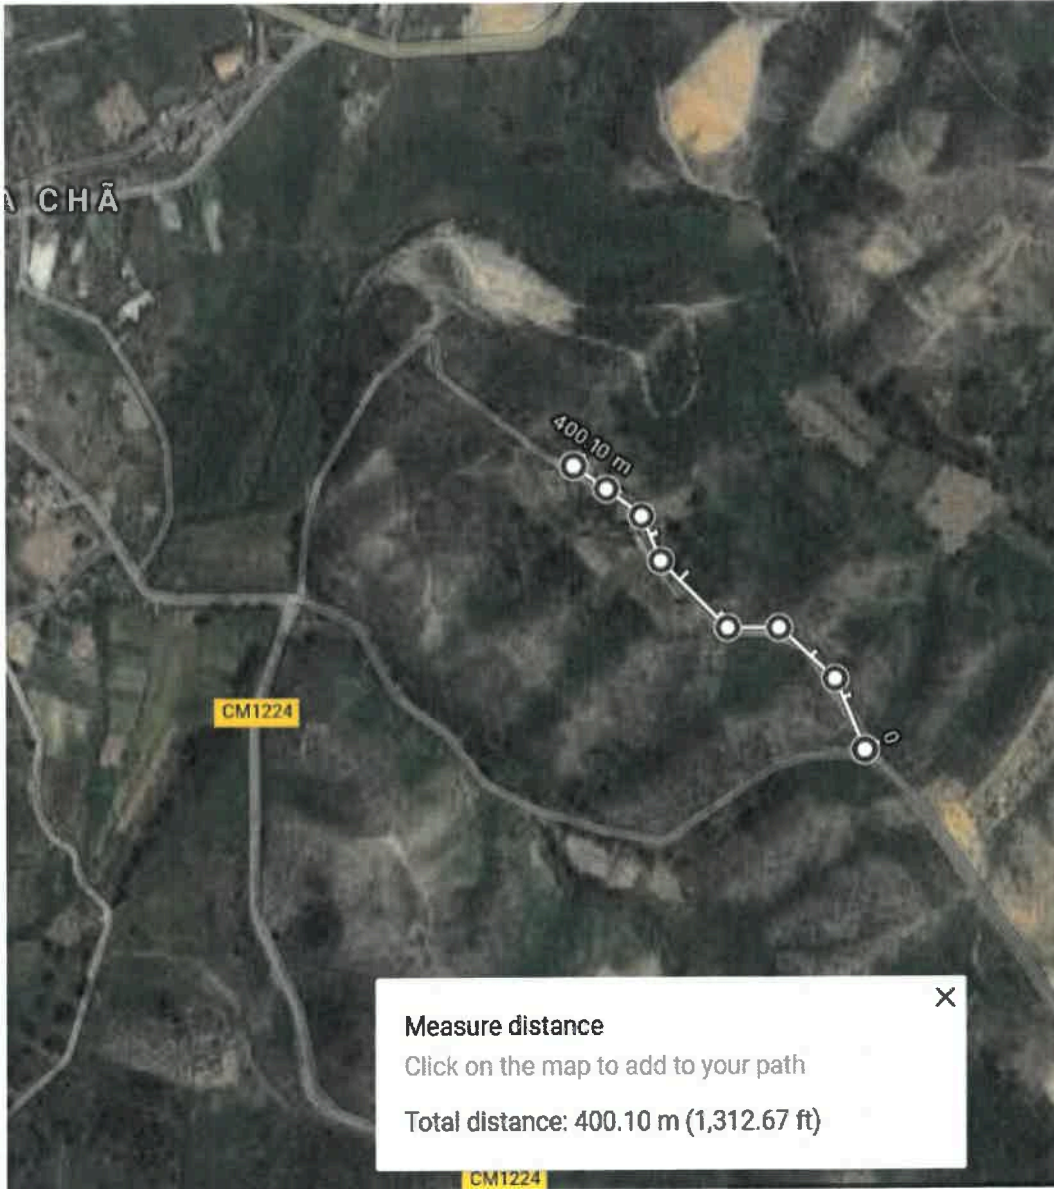 CHÃ
400.10 m
CM1224
0
Measure distance
Click on the map to add to your path
Total distance: 400.10 m (1,312.67 ft)
CM1224